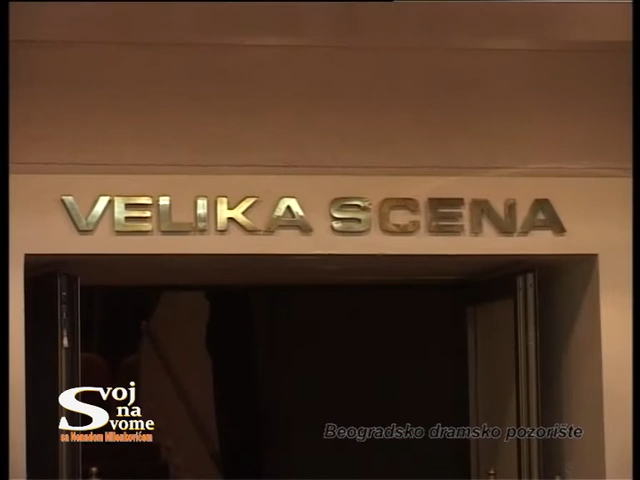 VELIKA SCENA
Svoj
na
svome
sa Nenadom Milenkovićem
Beogradsko dramsko pozorište